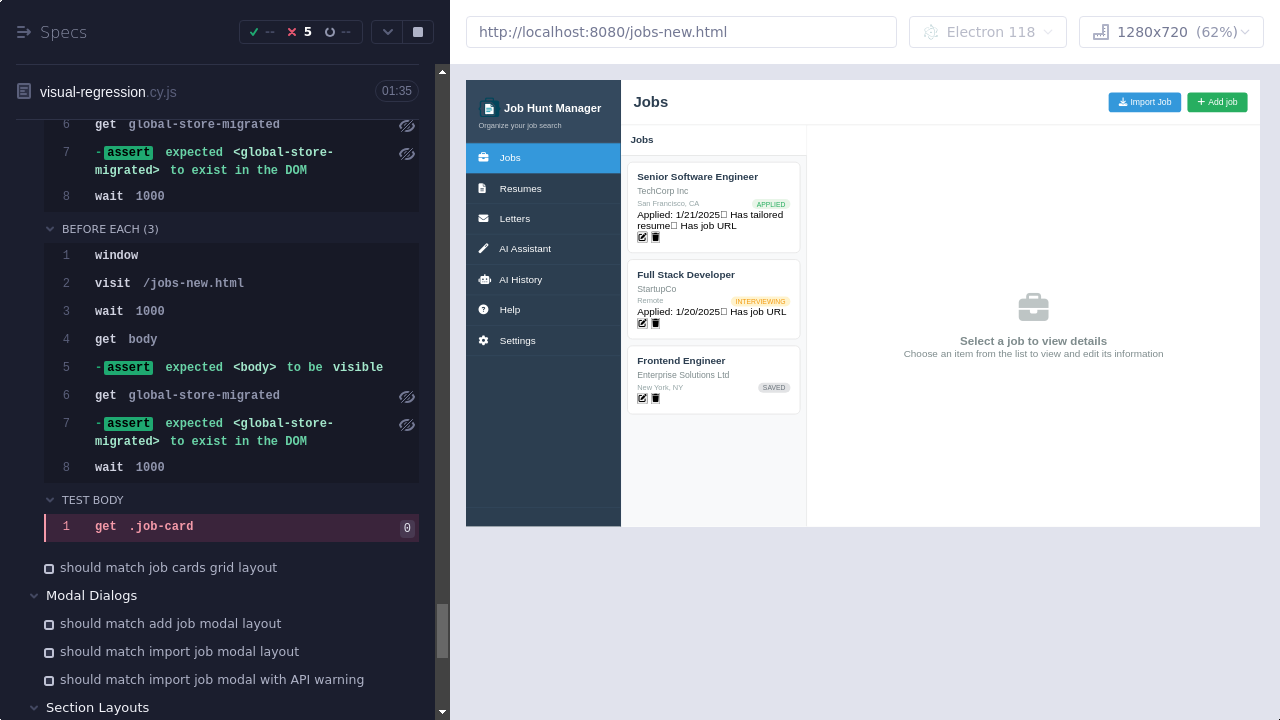 Specs
-- 5 --
visual-regression.cy.js 01:35
6 get global-store-migrated
7 -assert expected <global-store-
migrated> to exist in the DOM
8 wait 1000
BEFORE EACH (3)
1 window
2 visit /jobs-new.html
3 wait 1000
4 get body
5 -assert expected <body> to be visible
6 get global-store-migrated
7 -assert expected <global-store-
migrated> to exist in the DOM
8 wait 1000
TEST BODY
1 get .job-card 0
should match job cards grid layout
Modal Dialogs
should match add job modal layout
should match import job modal layout
should match import job modal with API warning
Section Layouts
http://localhost:8080/jobs-new.html
Electron 118
1280x720 (62%)
Job Hunt Manager
Organize your job search
Jobs
Resumes
Letters
AI Assistant
AI History
Help
Settings
Jobs
Import Job
Add job
Jobs
Senior Software Engineer
TechCorp Inc
San Francisco, CA APPLIED
Applied: 1/21/2025 Has tailored
resume Has job URL
Full Stack Developer
StartupCo
Remote INTERVIEWING
Applied: 1/20/2025 Has job URL
Frontend Engineer
Enterprise Solutions Ltd
New York, NY SAVED
Select a job to view details
Choose an item from the list to view and edit its information